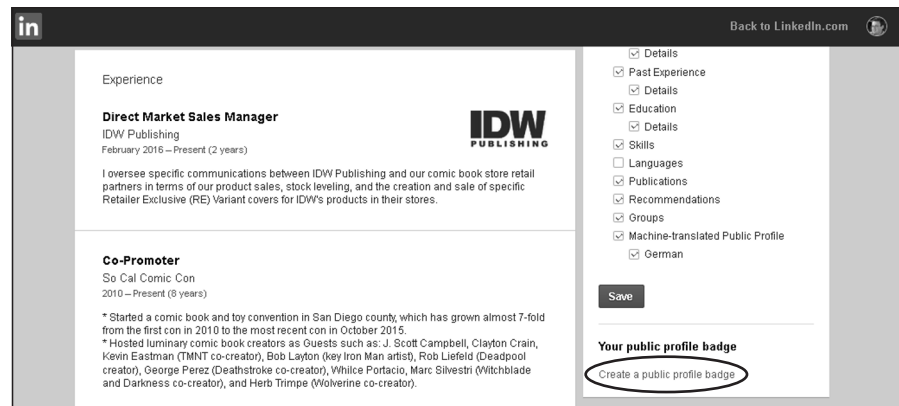 in
Back to LinkedIn.com
Experience
Direct Market Sales Manager
IDW Publishing
February 2016 – Present (2 years)
IDW
PUBLISHING
I oversee specific communications between IDW Publishing and our comic book store retail
partners in terms of our product sales, stock leveling, and the creation and sale of specific
Retailer Exclusive (RE) Variant covers for IDW's products in their stores.
Co-Promoter
So Cal Comic Con
2010 – Present (8 years)
* Started a comic book and toy convention in San Diego county, which has grown almost 7-fold
from the first con in 2010 to the most recent con in October 2015.
* Hosted luminary comic book creators as Guests such as: J. Scott Campbell, Clayton Crain,
Kevin Eastman (TMNT co-creator), Bob Layton (key Iron Man artist), Rob Liefeld (Deadpool
creator), George Perez (Deathstroke co-creator), Whilce Portacio, Marc Silvestri (Witchblade
and Darkness co-creator), and Herb Trimpe (Wolverine co-creator).
Details
Past Experience
Details
Education
Details
Skills
Languages
Publications
Recommendations
Groups
Machine-translated Public Profile
German
Save
Your public profile badge
Create a public profile badge